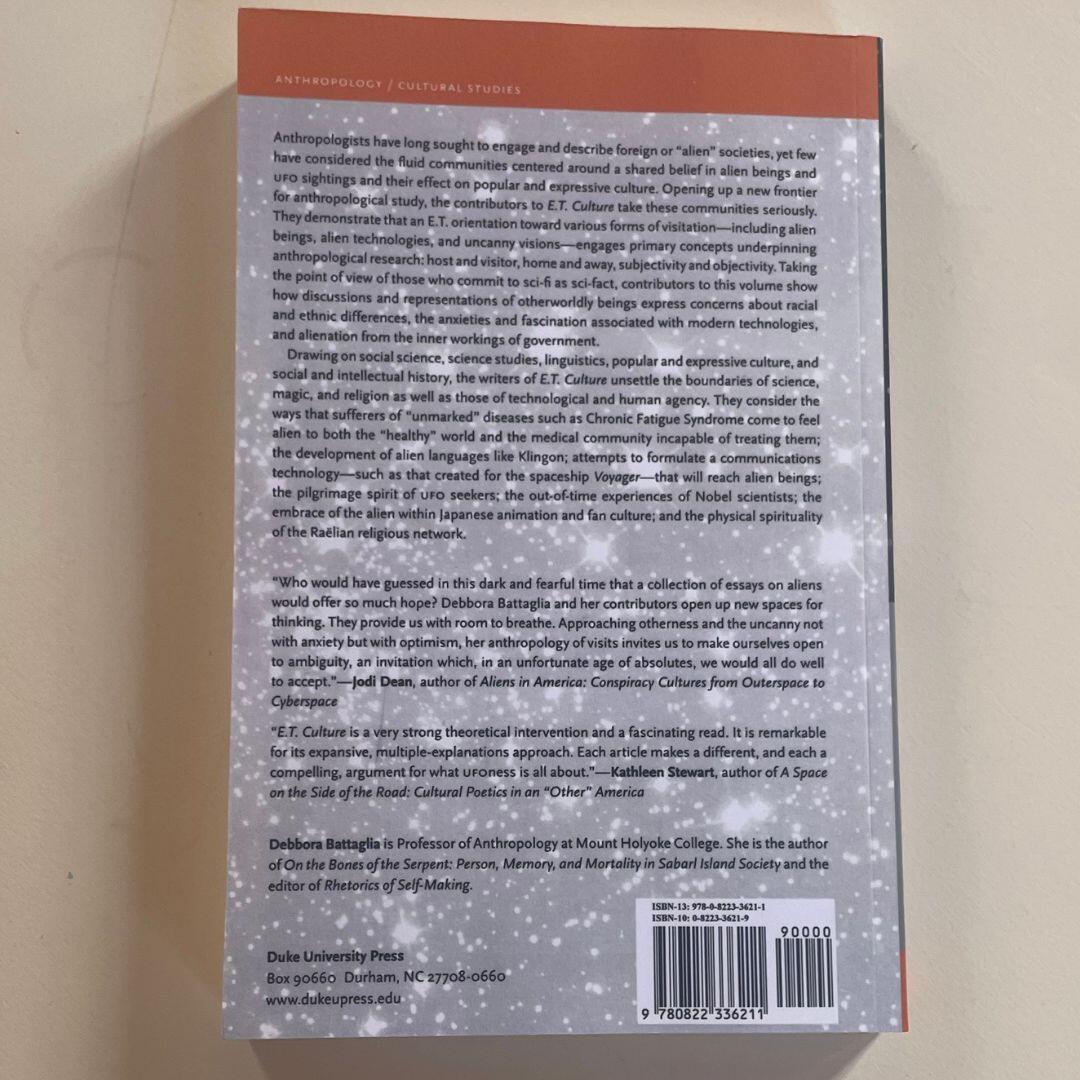 ANTHROPOLOGY / CULTURAL STUDIES
Anthropologists have long sought to engage and describe foreign or “alien” societies, yet few
have considered the fluid communities centered around a shared belief in alien beings and
UFO sightings and their effect on popular and expressive culture. Opening up a new frontier
for anthropological study, the contributors to E.T. Culture take these communities seriously.
They demonstrate that an E.T. orientation toward various forms of visitation—including alien
beings, alien technologies, and uncanny visions—engages primary concepts underpinning
anthropological research: host and visitor, home and away, subjectivity and objectivity. Taking
the point of view of those who commit to sci-fi as sci-fact, contributors to this volume show
how discussions and representations of otherworldly beings express concerns about racial
and ethnic differences, the anxieties and fascination associated with modern technologies,
and alienation from the inner workings of government.
Drawing on social science, science studies, linguistics, popular and expressive culture, and
social and intellectual history, the writers of E.T. Culture unsettle the boundaries of science,
magic, and religion as well as those of technological and human agency. They consider the
ways that sufferers of “unmarked” diseases such as Chronic Fatigue Syndrome come to feel
alien to both the “healthy” world and the medical community incapable of treating them;
the development of alien languages like Klingon; attempts to formulate a communications
technology—such as that created for the spaceship Voyager—that will reach alien beings;
the pilgrimage spirit of UFO seekers; the out-of-time experiences of Nobel scientists; the
embrace of the alien within Japanese animation and fan culture; and the physical spirituality
of the Raëlian religious network.
“Who would have guessed in this dark and fearful time that a collection of essays on aliens
would offer so much hope? Debbora Battaglia and her contributors open up new spaces for
thinking. They provide us with room to breathe. Approaching otherness and the uncanny not
with anxiety but with optimism, her anthropology of visits invites us to make ourselves open
to ambiguity, an invitation which, in an unfortunate age of absolutes, we would all do well
to accept.”—Jodi Dean, author of Aliens in America: Conspiracy Cultures from Outerspace to
Cyberspace
“E.T. Culture is a very strong theoretical intervention and a fascinating read. It is remarkable
for its expansive, multiple-explanations approach. Each article makes a different, and each a
compelling, argument for what UFOness is all about.”—Kathleen Stewart, author of A Space
on the Side of the Road: Cultural Poetics in an “Other” America
Debbora Battaglia is Professor of Anthropology at Mount Holyoke College. She is the author
of On the Bones of the Serpent: Person, Memory, and Mortality in Sabarl Island Society and the
editor of Rhetorics of Self-Making.
ISBN-13: 978-0-8223-3621-1
ISBN-10: 0-8223-3621-9
90000
9 780822 336211
Duke University Press
Box 90660 Durham, NC 27708-0660
www.dukeupress.edu